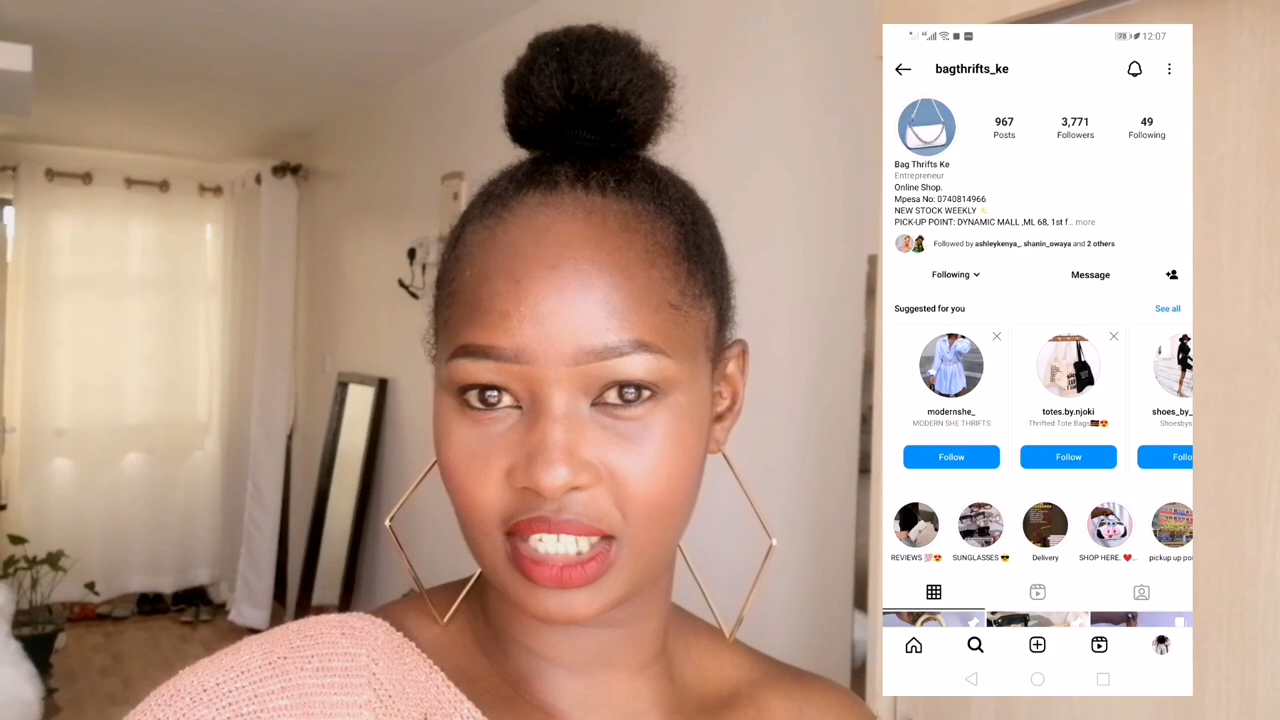 78 12:07
bagthrifts_ke
967 3,771 49
Posts Followers Following
Bag Thrifts Ke
Entrepreneur
Online Shop.
Mpesa No: 0740814966
NEW STOCK WEEKLY ✨
PICK-UP POINT: DYNAMIC MALL ,ML 68, 1st f... more
Followed by ashleykenya_, shanin_owaya and 2 others
Following Message
Suggested for you See all
modernshe_ totes.by.njoki shoes_by_
MODERN SHE THRIFTS Thrifted Tote Bags🇰🇪😍 Shoesbys
Follow Follow Follo
REVIEWS 💯😍 SUNGLASSES 😎 Delivery SHOP HERE. ❤️... pickup po